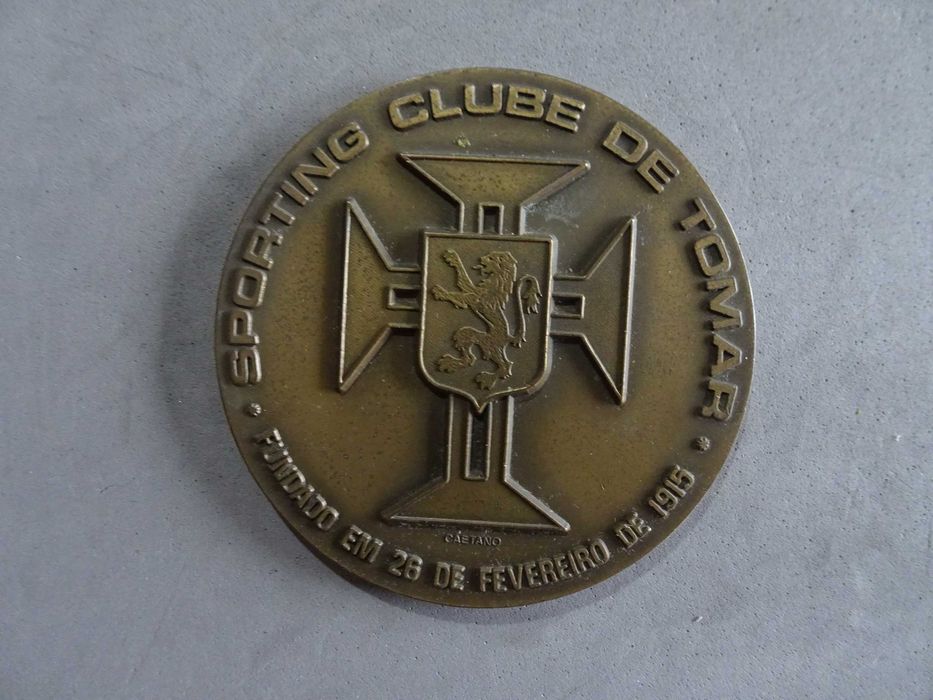 SPORTING CLUBE DE TOMAR
CAETANO
FUNDADO EM 26 DE FEVEREIRO DE 1915